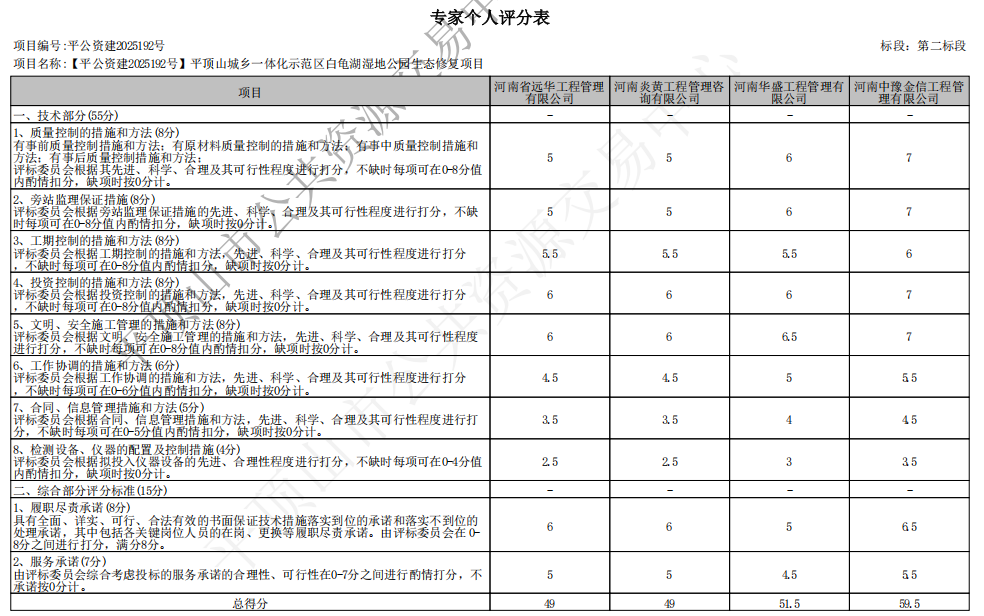 专家个人评分表
项目编号:平公资建2025192号 标段：第二标段
项目名称:【平公资建2025192号】平顶山城乡一体化示范区白龟湖湿地公园生态修复项目
项目 河南省远华工程管理有限公司 河南炎黄工程管理咨询有限公司 河南华盛工程管理有限公司 河南中豫金信工程管理有限公司
一、技术部分(55分) - - - -
1、质量控制的措施和方法(8分)
有事前质量控制措施和方法；有原材料质量控制的措施和方法；有事中质量控制措施和
方法；有事后质量控制措施和方法；
评标委员会根据其先进、科学、合理及其可行性程度进行打分，不缺时每项可在0-8分值
内酌情扣分，缺项时按0分计。
5 5 6 7
2、旁站监理保证措施(8分)
评标委员会根据旁站监理保证措施的先进、科学、合理及其可行性程度进行打分，不缺
时每项可在0-8分值内酌情扣分，缺项时按0分计。
5 5 6 7
3、工期控制的措施和方法(8分)
评标委员会根据工期控制的措施和方法，先进、科学、合理及其可行性程度进行打分
，不缺时每项可在0-8分值内酌情扣分，缺项时按0分计。
5.5 5.5 5.5 6
4、投资控制的措施和方法(8分)
评标委员会根据投资控制的措施和方法，先进、科学、合理及其可行性程度进行打分
，不缺时每项可在0-8分值内酌情扣分，缺项时按0分计。
6 6 6 7
5、文明、安全施工管理的措施和方法(8分)
评标委员会根据文明、安全施工管理的措施和方法，先进、科学、合理及其可行性程度
进行打分，不缺时每项可在0-8分值内酌情扣分，缺项时按0分计。
6 6 6.5 7
6、工作协调的措施和方法(6分)
评标委员会根据工作协调的措施和方法，先进、科学、合理及其可行性程度进行打分
，不缺时每项可在0-6分值内酌情扣分，缺项时按0分计。
4.5 4.5 5 5.5
7、合同、信息管理措施和方法(5分)
评标委员会根据合同、信息管理措施和方法，先进、科学、合理及其可行性程度进行打
分，不缺时每项可在0-5分值内酌情扣分，缺项时按0分计。
3.5 3.5 4 4.5
8、检测设备、仪器的配置及控制措施(4分)
评标委员会根据拟投入仪器设备的先进、合理性程度进行打分，不缺时每项可在0-4分值
内酌情扣分，缺项时按0分计。
2.5 2.5 3 3.5
二、综合部分评分标准(15分) - - - -
1、履职尽责承诺(8分)
具有全面、详实、可行、合法有效的书面保证技术措施落实到位的承诺和落实不到位的
处理承诺，其中包括各关键岗位人员的在岗、更换等履职尽责承诺。由评标委员会在0-
8分之间进行打分，满分8分。
6 6 5 6.5
2、服务承诺(7分)
由评标委员会综合考虑投标的服务承诺的合理性、可行性在0-7分之间进行酌情打分，不
承诺按0分计。
5 5 4.5 5.5
总得分 49 49 51.5 59.5
平顶山市公共资源交易中
平顶山市公共资源交易中心